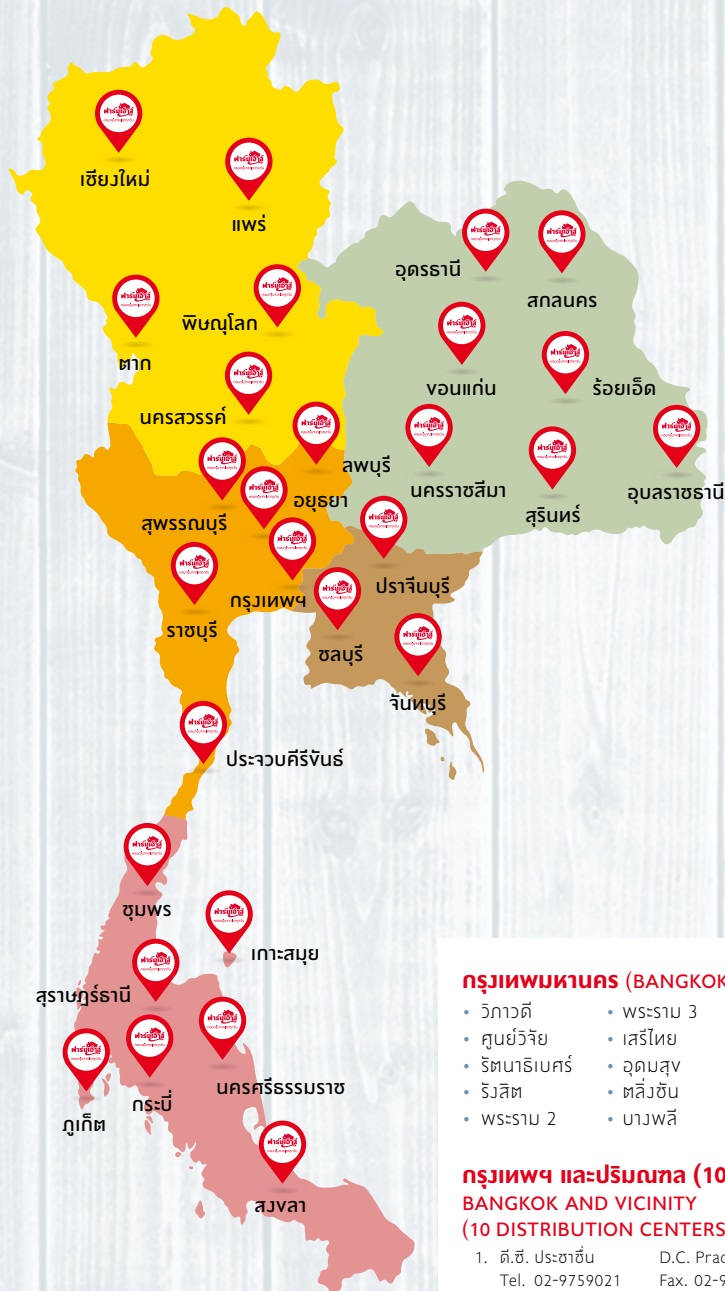 เชียงใหม่
แพร่
อุดรธานี
สกลนคร
ตาก
พิษณุโลก
ขอนแก่น
ร้อยเอ็ด
นครสวรรค์
ลพบุรี
นครราชสีมา
สุรินทร์
อุบลราชธานี
สุพรรณบุรี
อยุธยา
กรุงเทพฯ
ปราจีนบุรี
ราชบุรี
ชลบุรี
จันทบุรี
ประจวบคีรีขันธ์
ชุมพร
เกาะสมุย
สุราษฎร์ธานี
นครศรีธรรมราช
กระบี่
ภูเก็ต
สงขลา
กรุงเทพมหานคร (BANGKOK
• วิภาวดี • พระราม 3
• ศูนย์วิจัย • เสรีไทย
• รัตนาธิเบศร์ • อุดมสุข
• รังสิต • ตลิ่งชัน
• พระราม 2 • บางพลี
กรุงเทพฯ และปริมณฑล (10
BANGKOK AND VICINITY
(10 DISTRIBUTION CENTERS
1. ดี.ซี. ประชาชื่น D.C. Prac
Tel. 02-9759021 Fax. 02-9